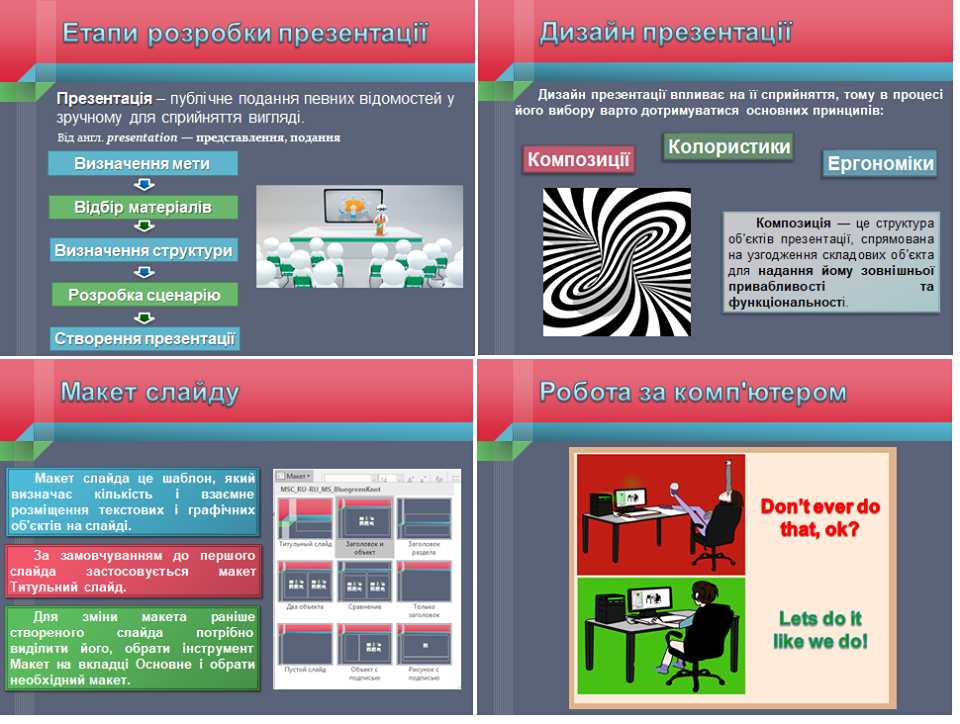 Етапи розробки презентації
Презентація – публічне подання певних відомостей у
зручному для сприйняття вигляді.
Від англ. presentation — представлення, подання
Визначення мети
Відбір матеріалів
Визначення структури
Розробка сценарію
Створення презентації
Дизайн презентації
Дизайн презентації впливає на її сприйняття, тому в процесі
його вибору варто дотримуватися основних принципів:
Композиції
Колористики
Ергономіки
Композиція — це структура
об'єктів презентації, спрямована
на узгодження складових об'єкта
для надання йому зовнішньої
привабливості та
функціональності.
Макет слайду
Макет слайда це шаблон, який
визначає кількість і взаємне
розміщення текстових і графічних
об'єктів на слайді.
За замовчуванням до першого
слайда застосовується макет
Титульний слайд.
Для зміни макета раніше
створеного слайда потрібно
виділити його, обрати інструмент
Макет на вкладці Основне і обрати
необхідний макет.
Макет
MSC_RU-RU_MS_BluegreenKnot
Титульный слайд
Заголовок и
объект
Заголовок
раздела
Два объекта
Сравнение
Только
заголовок
Пустой слайд
Объект с
подписью
Рисунок с
подписью
Робота за комп'ютером
Don't ever do
that, ok?
Lets do it
like we do!